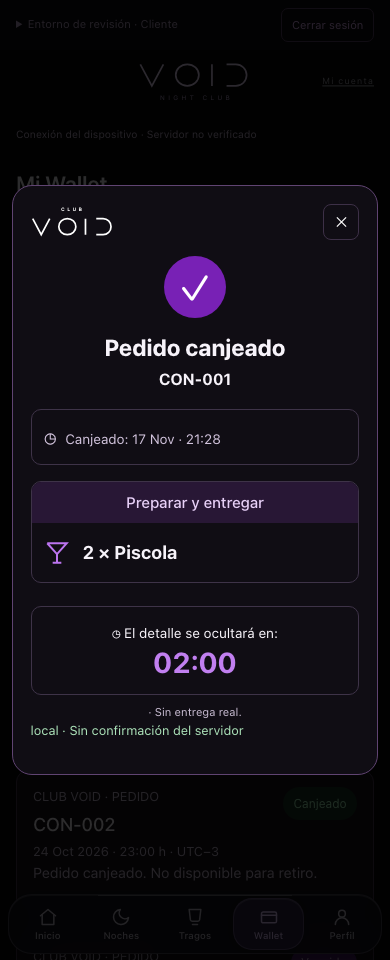 ▶ Entorno de revisión · Cliente
Cerrar sesión
VOID
NIGHT CLUB
Mi cuenta
Conexión del dispositivo · Servidor no verificado
Mi Wallet
CLUB
VOID
Pedido canjeado
CON-001
Canjeado: 17 Nov · 21:28
Preparar y entregar
2 × Piscola
El detalle se ocultará en:
02:00
· Sin entrega real.
local · Sin confirmación del servidor
CLUB VOID · PEDIDO
Canjeado
CON-002
24 Oct 2026 · 23:00 h · UTC−3
Pedido canjeado. No disponible para retiro.
Inicio
Noches
Tragos
Wallet
Perfil
CLUB VOID · PEDIDO